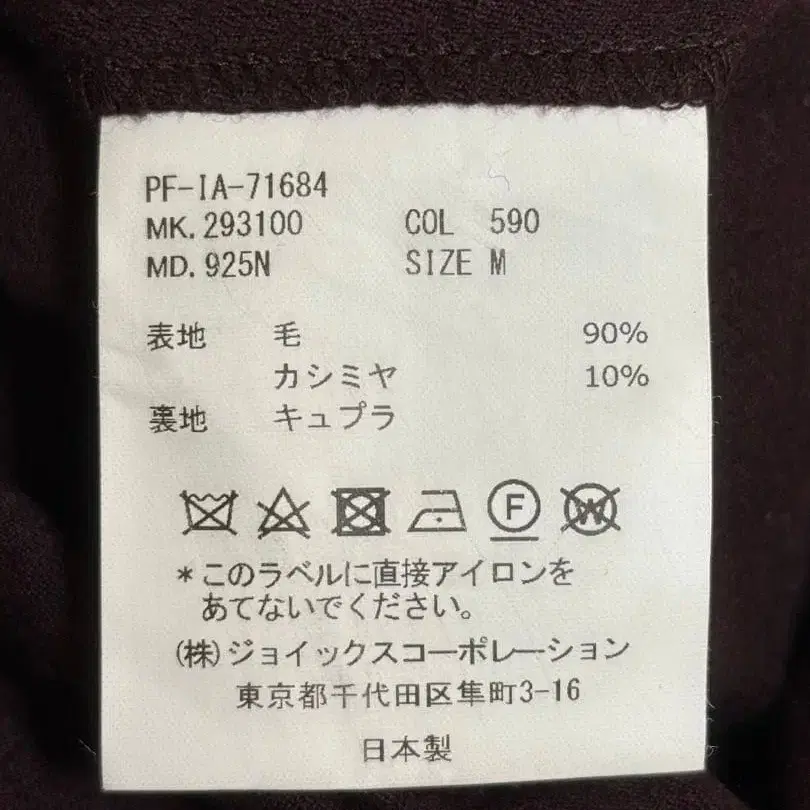 PF-IA-71684
MK.293100 COL 590
MD.925N SIZE M
表地 毛 90%
カシミヤ 10%
裏地 キュプラ
F W
*このラベルに直接アイロンを
あてないでください。
(株)ジョイックスコーポレーション
東京都千代田区隼町3-16
日本製